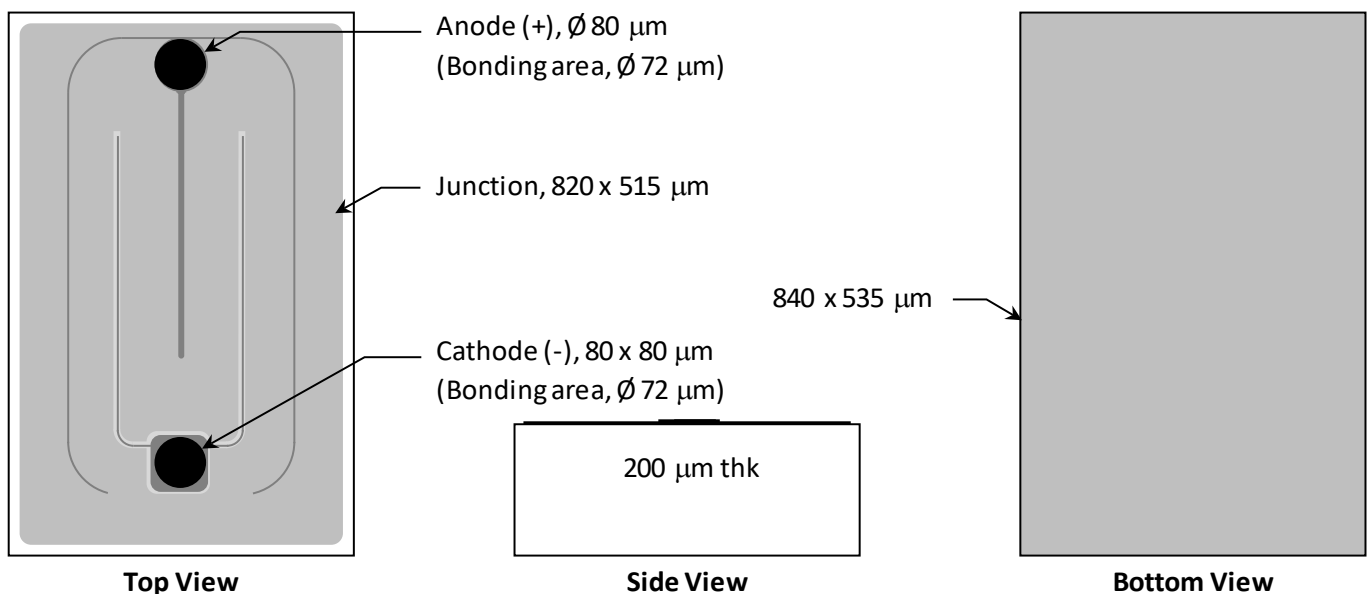 Anode (+), Ø 80 μm
(Bonding area, Ø 72 μm)
Junction, 820 x 515 μm
840 x 535 μm
Cathode (-), 80 x 80 μm
(Bonding area, Ø 72 μm)
200 μm thk
Top View
Side View
Bottom View